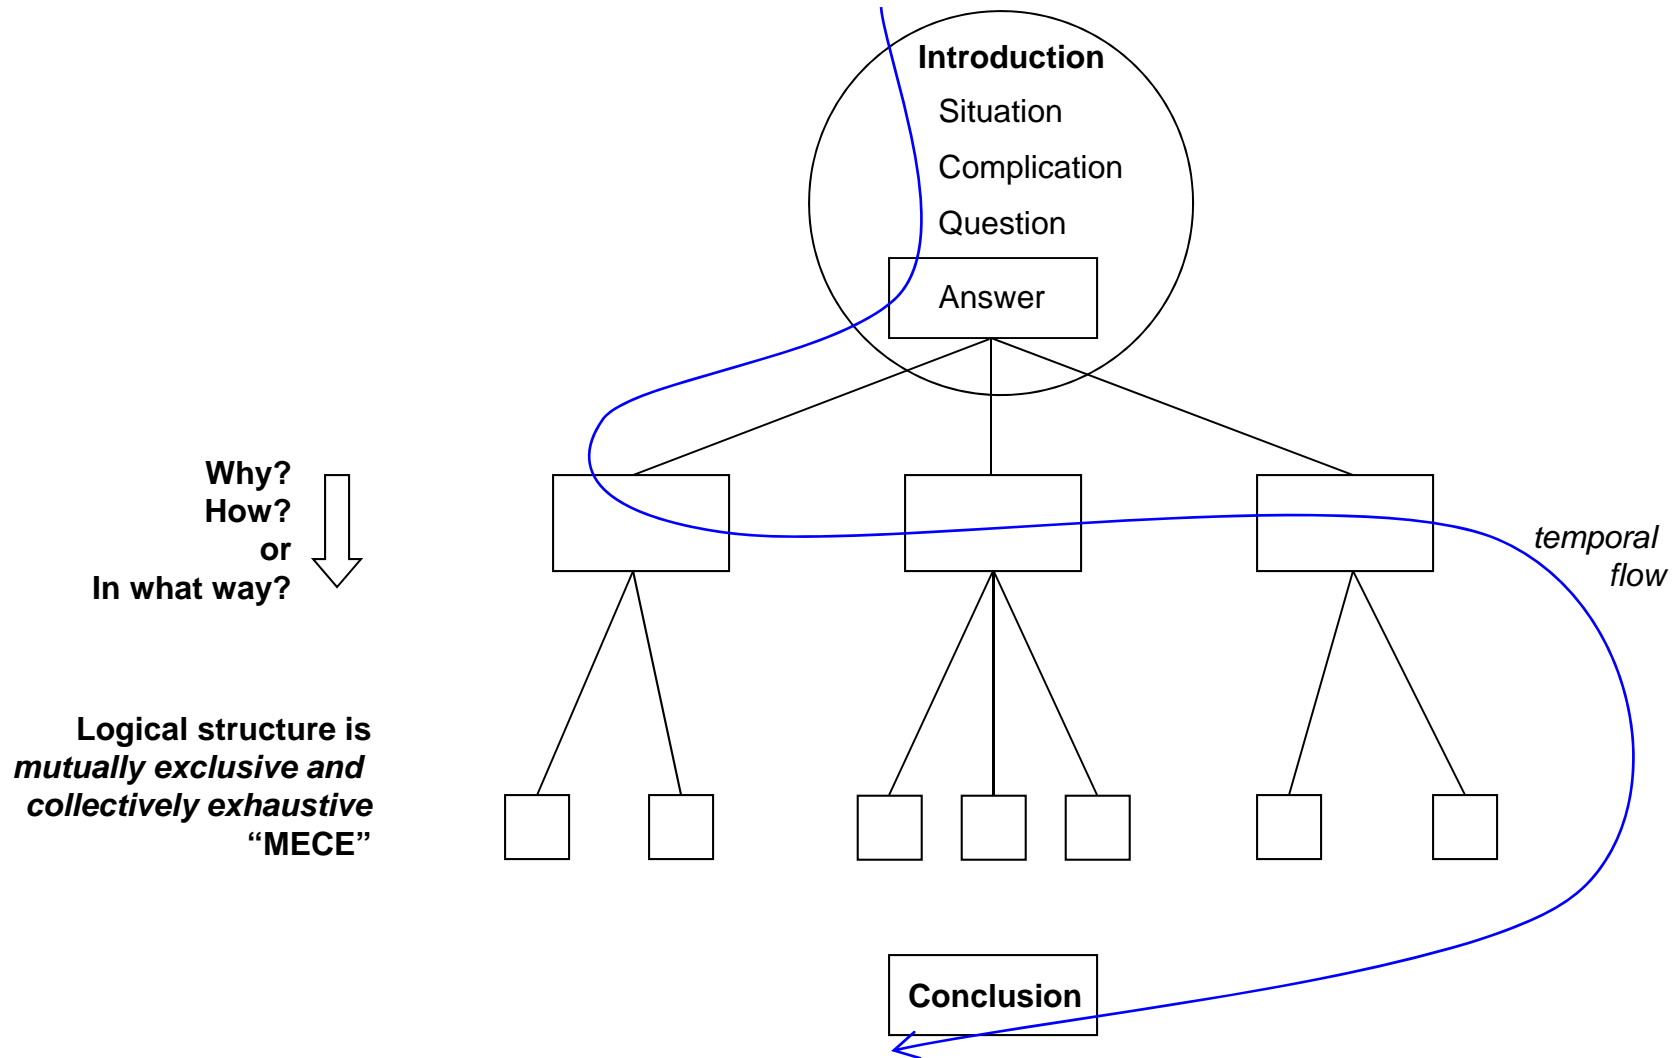 Introduction
Situation
Complication
Question
Answer
Why?
How?
or
In what way?
temporal
flow
Logical structure is
mutually exclusive and
collectively exhaustive
“MECE”
Conclusion